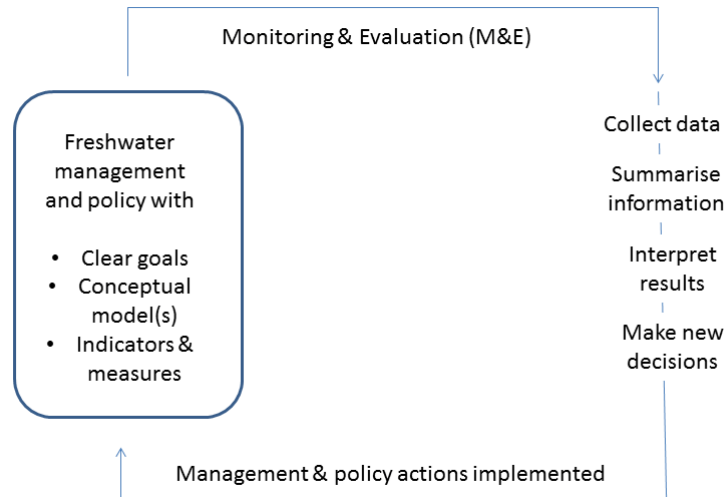 Monitoring & Evaluation (M&E)
Freshwater
management
and policy with
• Clear goals
• Conceptual
model(s)
• Indicators &
measures
Collect data
Summarise
information
Interpret
results
Make new
decisions
Management & policy actions implemented